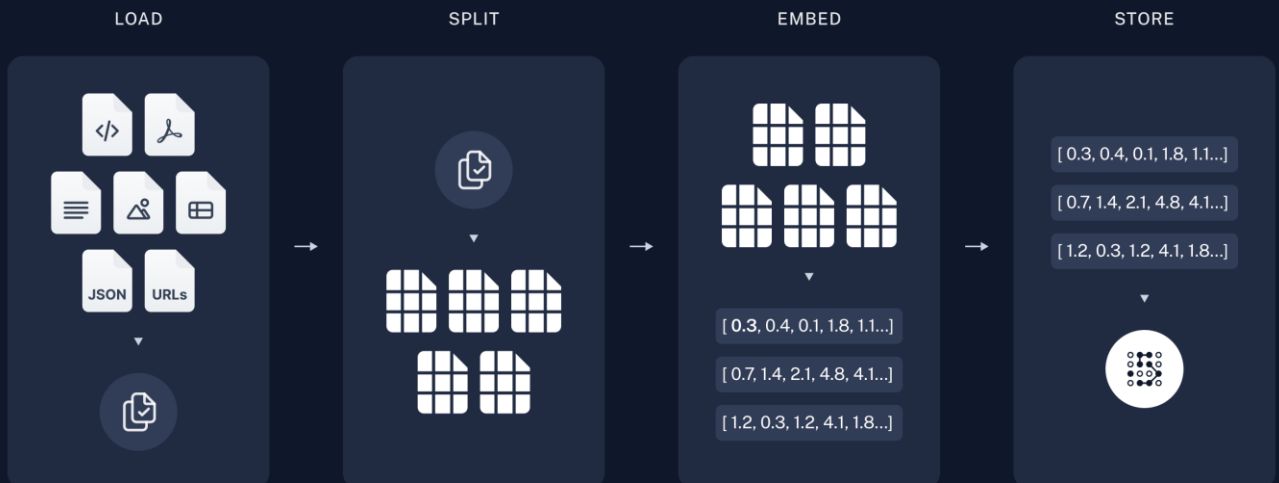 LOAD
SPLIT
EMBED
STORE
</>
JSON
URLs
[ 0.3, 0.4, 0.1, 1.8, 1.1...]
[ 0.7, 1.4, 2.1, 4.8, 4.1...]
[ 1.2, 0.3, 1.2, 4.1, 1.8...]
[ 0.3, 0.4, 0.1, 1.8, 1.1...]
[ 0.7, 1.4, 2.1, 4.8, 4.1...]
[ 1.2, 0.3, 1.2, 4.1, 1.8...]